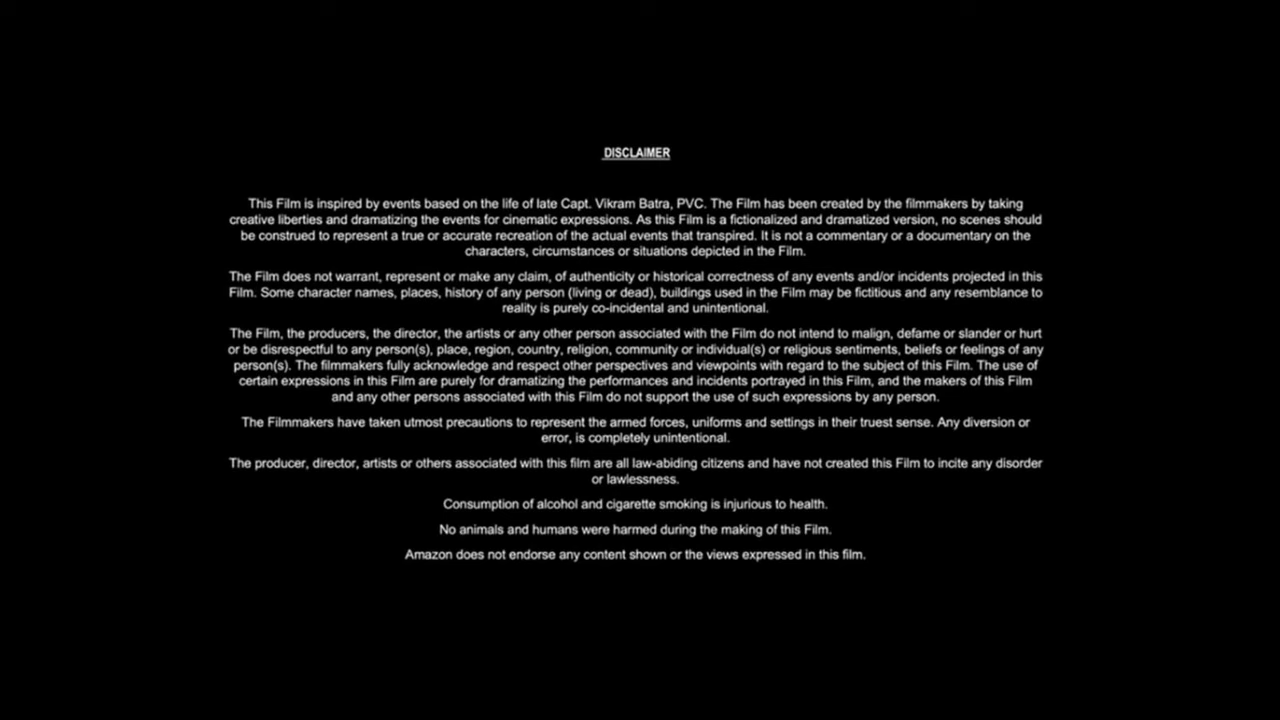 DISCLAIMER
This Film is inspired by events based on the life of late Capt. Vikram Batra, PVC. The Film has been created by the filmmakers by taking
creative liberties and dramatizing the events for cinematic expressions. As this Film is a fictionalized and dramatized version, no scenes should
be construed to represent a true or accurate recreation of the actual events that transpired. It is not a commentary or a documentary on the
characters, circumstances or situations depicted in the Film.
The Film does not warrant, represent or make any claim, of authenticity or historical correctness of any events and/or incidents projected in this
Film. Some character names, places, history of any person (living or dead), buildings used in the Film may be fictitious and any resemblance to
reality is purely co-incidental and unintentional.
The Film, the producers, the director, the artists or any other person associated with the Film do not intend to malign, defame or slander or hurt
or be disrespectful to any person(s), place, region, country, religion, community or individual(s) or religious sentiments, beliefs or feelings of any
person(s). The filmmakers fully acknowledge and respect other perspectives and viewpoints with regard to the subject of this Film. The use of
certain expressions in this Film are purely for dramatizing the performances and incidents portrayed in this Film, and the makers of this Film
and any other persons associated with this Film do not support the use of such expressions by any person.
The Filmmakers have taken utmost precautions to represent the armed forces, uniforms and settings in their truest sense. Any diversion or
error, is completely unintentional.
The producer, director, artists or others associated with this film are all law-abiding citizens and have not created this Film to incite any disorder
or lawlessness.
Consumption of alcohol and cigarette smoking is injurious to health.
No animals and humans were harmed during the making of this Film.
Amazon does not endorse any content shown or the views expressed in this film.